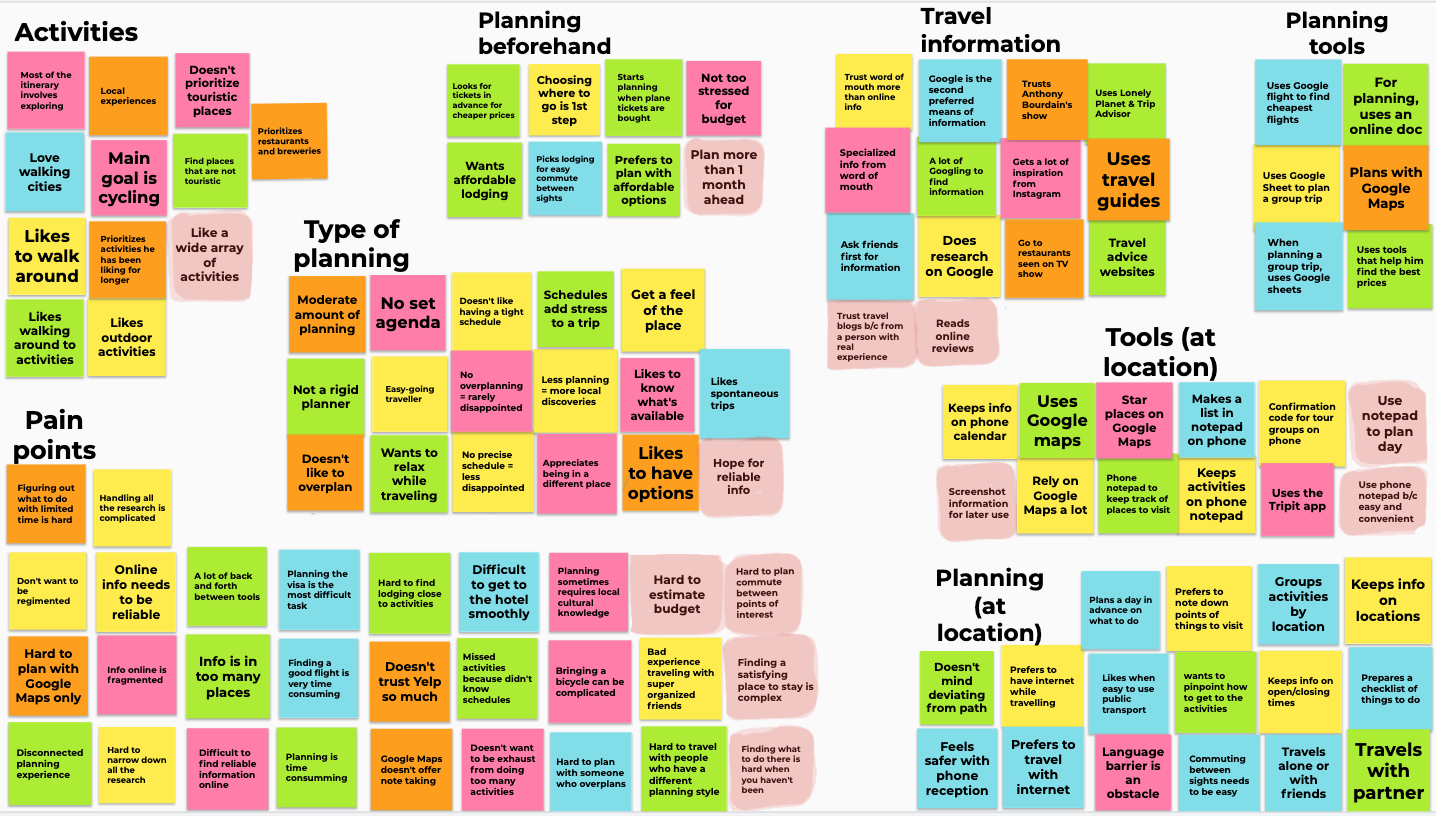 Activities
Most of the
itinerary
involves
exploring
Local
experiences
Doesn't
prioritize
touristic
places
Prioritizes
restaurants
and breweries
Love
walking
cities
Main
goal is
cycling
Find places
that are not
touristic
Likes
to walk
around
Prioritizes
activities he
has been
liking for
longer
Like a
wide array
of
activities
Likes
walking
around to
activities
Likes
outdoor
activities
Planning
beforehand
Looks for
tickets in
advance for
cheaper prices
Choosing
where to
go is 1st
step
Starts
planning
when plane
tickets are
bought
Not too
stressed
for
budget
Wants
affordable
lodging
Picks lodging
for easy
commute
between
sights
Prefers to
plan with
affordable
options
Plan more
than 1
month
ahead
Type of
planning
Moderate
amount of
planning
No set
agenda
Doesn't like
having a tight
schedule
Schedules
add stress
to a trip
Get a feel
of the
place
Not a rigid
planner
Easy-going
traveller
No
overplanning
= rarely
disappointed
Less planning
= more local
discoveries
Likes to
know
what's
available
Likes
spontaneous
trips
Doesn't
like to
overplan
Wants to
relax
while
traveling
No precise
schedule =
less
disappointed
Appreciates
being in a
different place
Likes
to have
options
Hope for
reliable
info
Travel
information
Trust word of
mouth more
than online
info
Google is the
second
preferred
means of
information
Trusts
Anthony
Bourdain's
show
Uses Lonely
Planet & Trip
Advisor
Specialized
info from
word of
mouth
A lot of
Googling to
find
information
Gets a lot of
inspiration
from
Instagram
Uses
travel
guides
Ask friends
first for
information
Does
research
on Google
Go to
restaurants
seen on TV
show
Travel
advice
websites
Trust travel
blogs b/c from
a person with
real
experience
Reads
online
reviews
Planning
tools
Uses Google
flight to find
cheapest
flights
For
planning,
uses an
online doc
Uses Google
Sheet to plan
a group trip
Plans with
Google
Maps
When
planning a
group trip,
uses Google
sheets
Uses tools
that help him
find the best
prices
Tools (at
location)
Keeps info
on phone
calendar
Uses
Google
maps
Star
places on
Google
Maps
Makes a
list in
notepad
on phone
Confirmation
code for tour
groups on
phone
Use
notepad
to plan
day
Screenshot
information
for later use
Rely on
Google
Maps a lot
Phone
notepad to
keep track of
places to visit
Keeps
activities
on phone
notepad
Uses the
Tripit app
Use phone
notepad b/c
easy and
convenient
Pain
points
Figuring out
what to do
with limited
time is hard
Handling all
the research is
complicated
Don't want to
be
regimented
Online
info needs
to be
reliable
A lot of back
and forth
between tools
Planning the
visa is the
most difficult
task
Hard to find
lodging close
to activities
Difficult
to get to
the hotel
smoothly
Planning
sometimes
requires local
cultural
knowledge
Hard to
estimate
budget
Hard to plan
commute
between
points of
interest
Hard to
plan with
Google
Maps only
Info online is
fragmented
Info is in
too many
places
Finding a
good flight is
very time
consuming
Doesn't
trust Yelp
so much
Missed
activities
because didn't
know
schedules
Bringing a
bicycle can be
complicated
Bad
experience
traveling with
super
organized
friends
Finding a
satisfying
place to stay is
complex
Disconnected
planning
experience
Hard to
narrow down
all the
research
Difficult to
find reliable
information
online
Planning is
time
consumming
Google Maps
doesn't offer
note taking
Doesn't want
to be exhaust
from doing
too many
activities
Hard to plan
with someone
who overplans
Hard to travel
with people
who have a
different
planning style
Finding what
to do there is
hard when
you haven't
been
Planning
(at
location)
Plans a day in
advance on
what to do
Prefers to
note down
points of
things to visit
Groups
activities
by
location
Keeps info
on
locations
Doesn't
mind
deviating
from path
Prefers to
have internet
while
travelling
Likes when
easy to use
public
transport
wants to
pinpoint how
to get to the
activities
Keeps info on
open/closing
times
Prepares a
checklist of
things to do
Feels
safer with
phone
reception
Prefers to
travel
with
internet
Language
barrier is
an
obstacle
Commuting
between
sights needs
to be easy
Travels
alone or
with
friends
Travels
with
partner